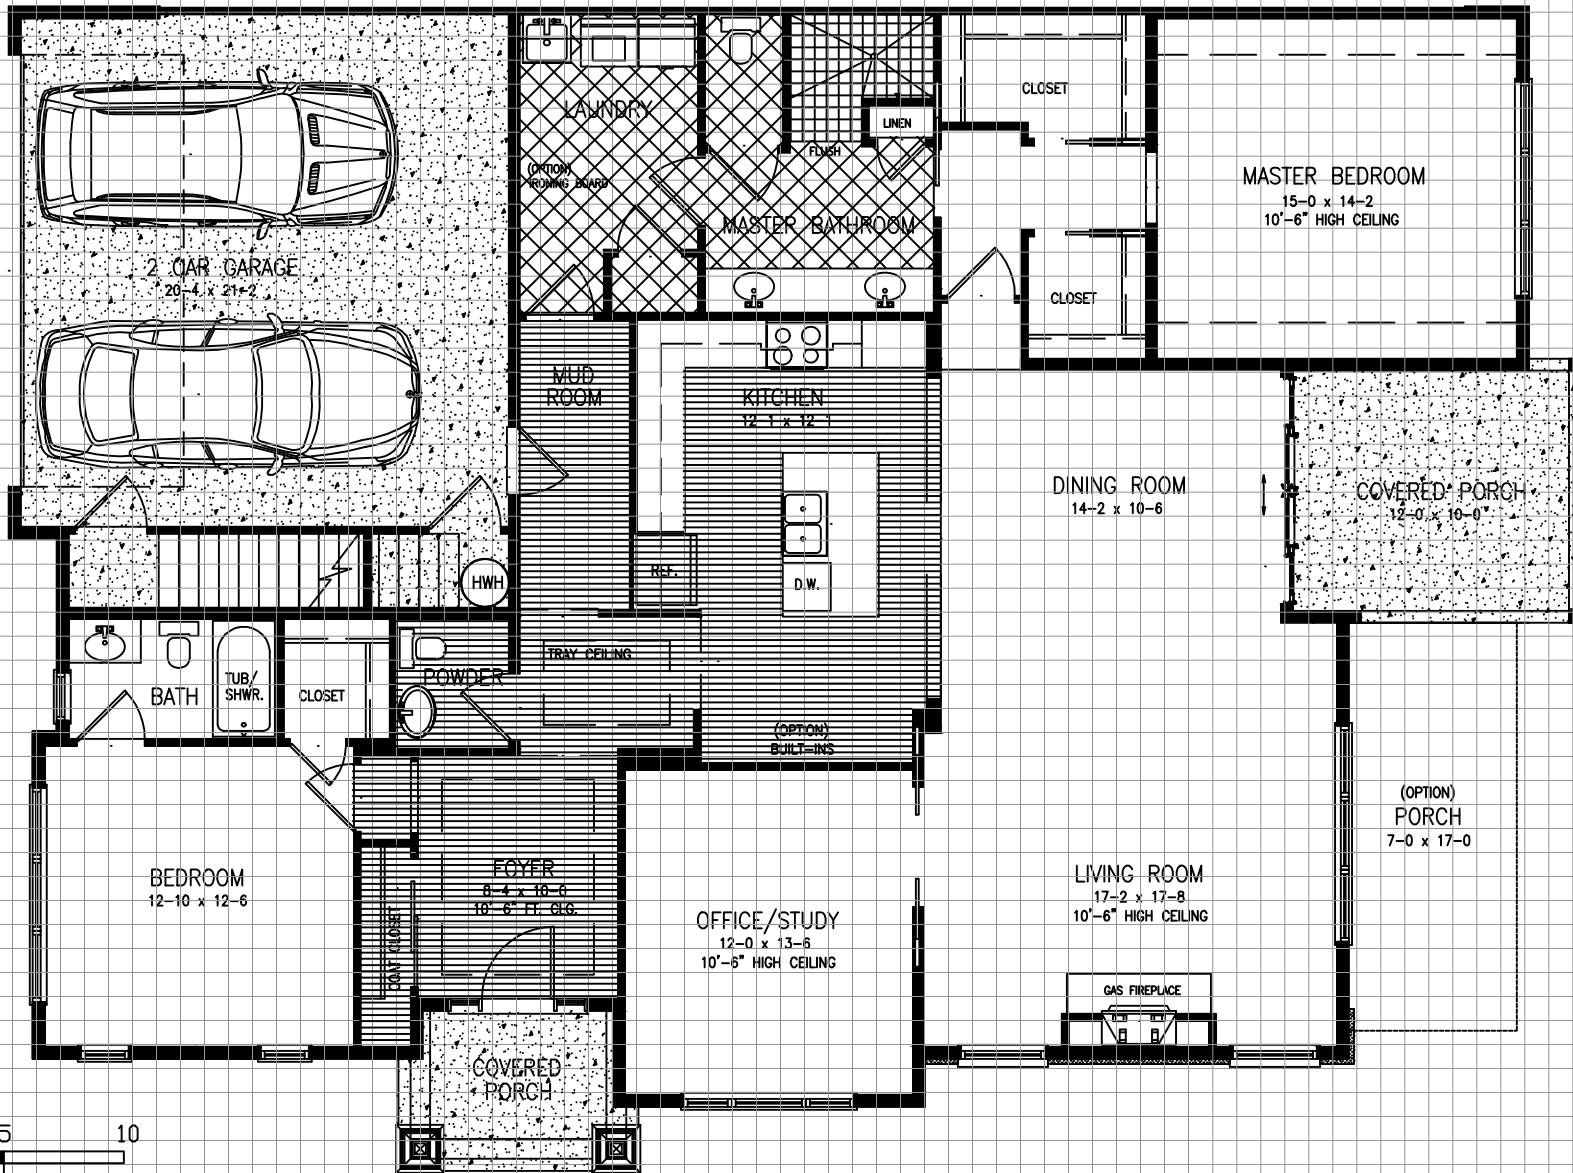 CLOSET
LAUNDRY
LINEN
FLUSH
(OPTION)
IRONING BOARD
MASTER BEDROOM
15-0 x 14-2
10'-6" HIGH CEILING
MASTER BATHROOM
2 CAR GARAGE
20-4 x 21-2
CLOSET
MUD
ROOM
KITCHEN
12-1 x 12-1
DINING ROOM
14-2 x 10-6
COVERED PORCH
12-0 x 10-0
REF.
HWH
D.W.
TRAY CEILING
POWDER
TUB/
SHWR.
BATH
CLOSET
(OPTION)
BUILT-INS
(OPTION)
PORCH
7-0 x 17-0
FOYER
8-4 x 18-0
10'-6" FT. CLG.
BEDROOM
12-10 x 12-6
COAT CLOSET
LIVING ROOM
17-2 x 17-8
10'-6" HIGH CEILING
OFFICE/STUDY
12-0 x 13-6
10'-6" HIGH CEILING
GAS FIREPLACE
COVERED
PORCH
5 10